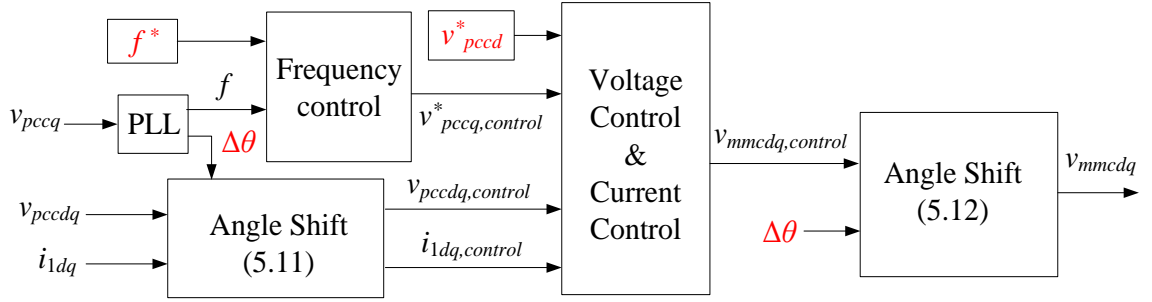 f*
v*pccd
Frequency
control
f
vpccq
PLL
Δθ
v*pccq,control
Voltage
Control
&
Current
Control
vmmcdq,control
vmmcdq
Angle Shift
(5.12)
Δθ
vpccdq
i1dq
Angle Shift
(5.11)
vpccdq,control
i1dq,control